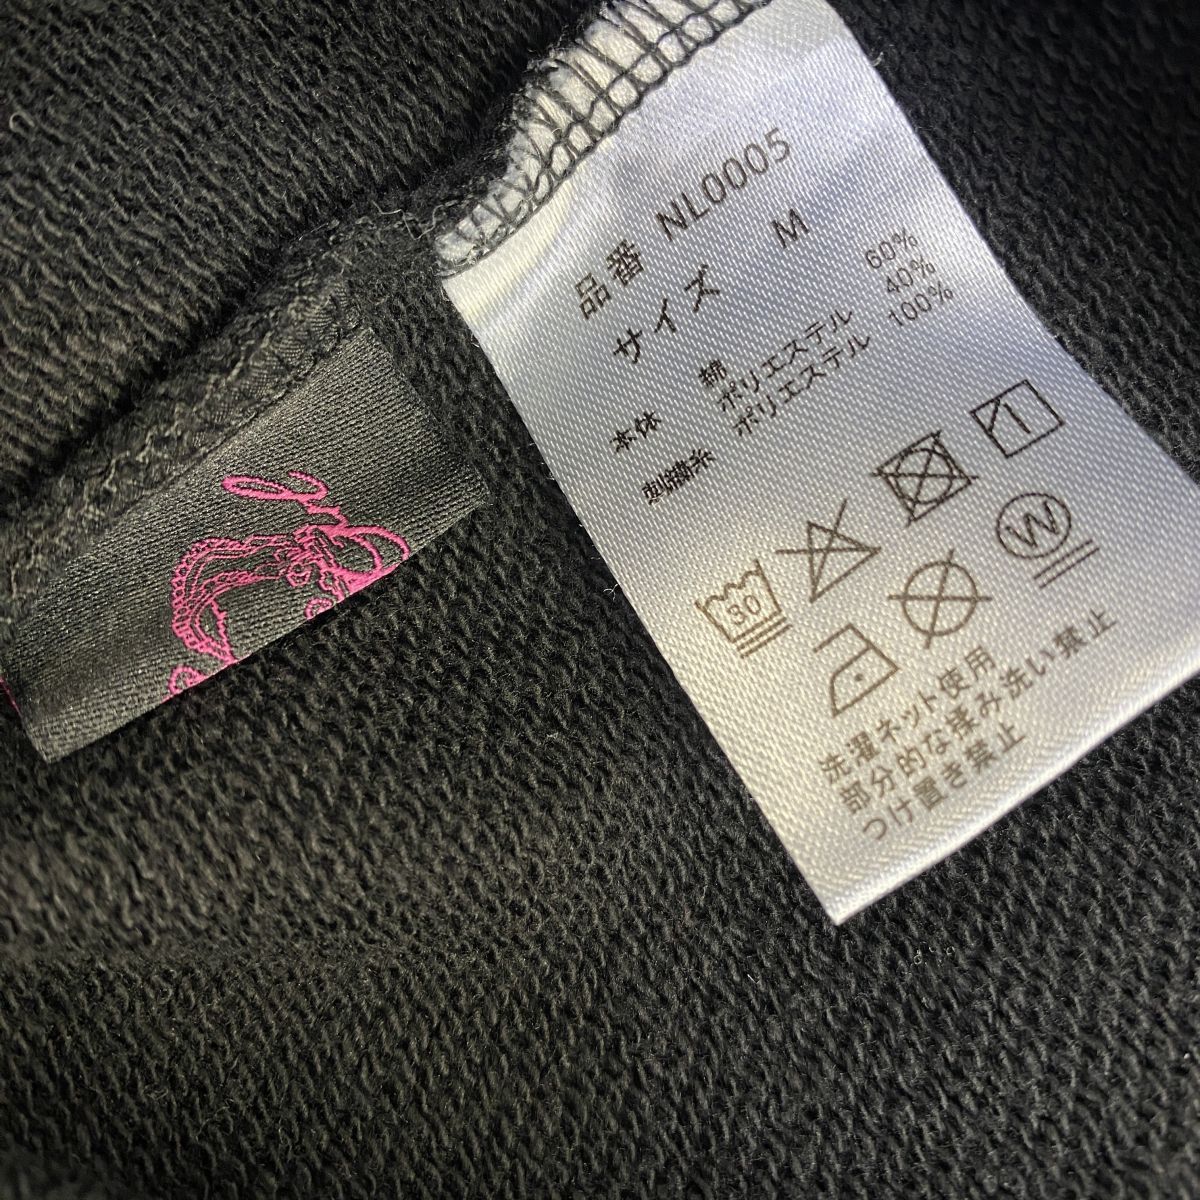 品番 NL0005
サイズ M
本体 綿 60%
ポリエステル 40%
刺繍糸 ポリエステル 100%
30
W
洗濯ネット使用
部分的な揉み洗い禁止
つけ置き禁止